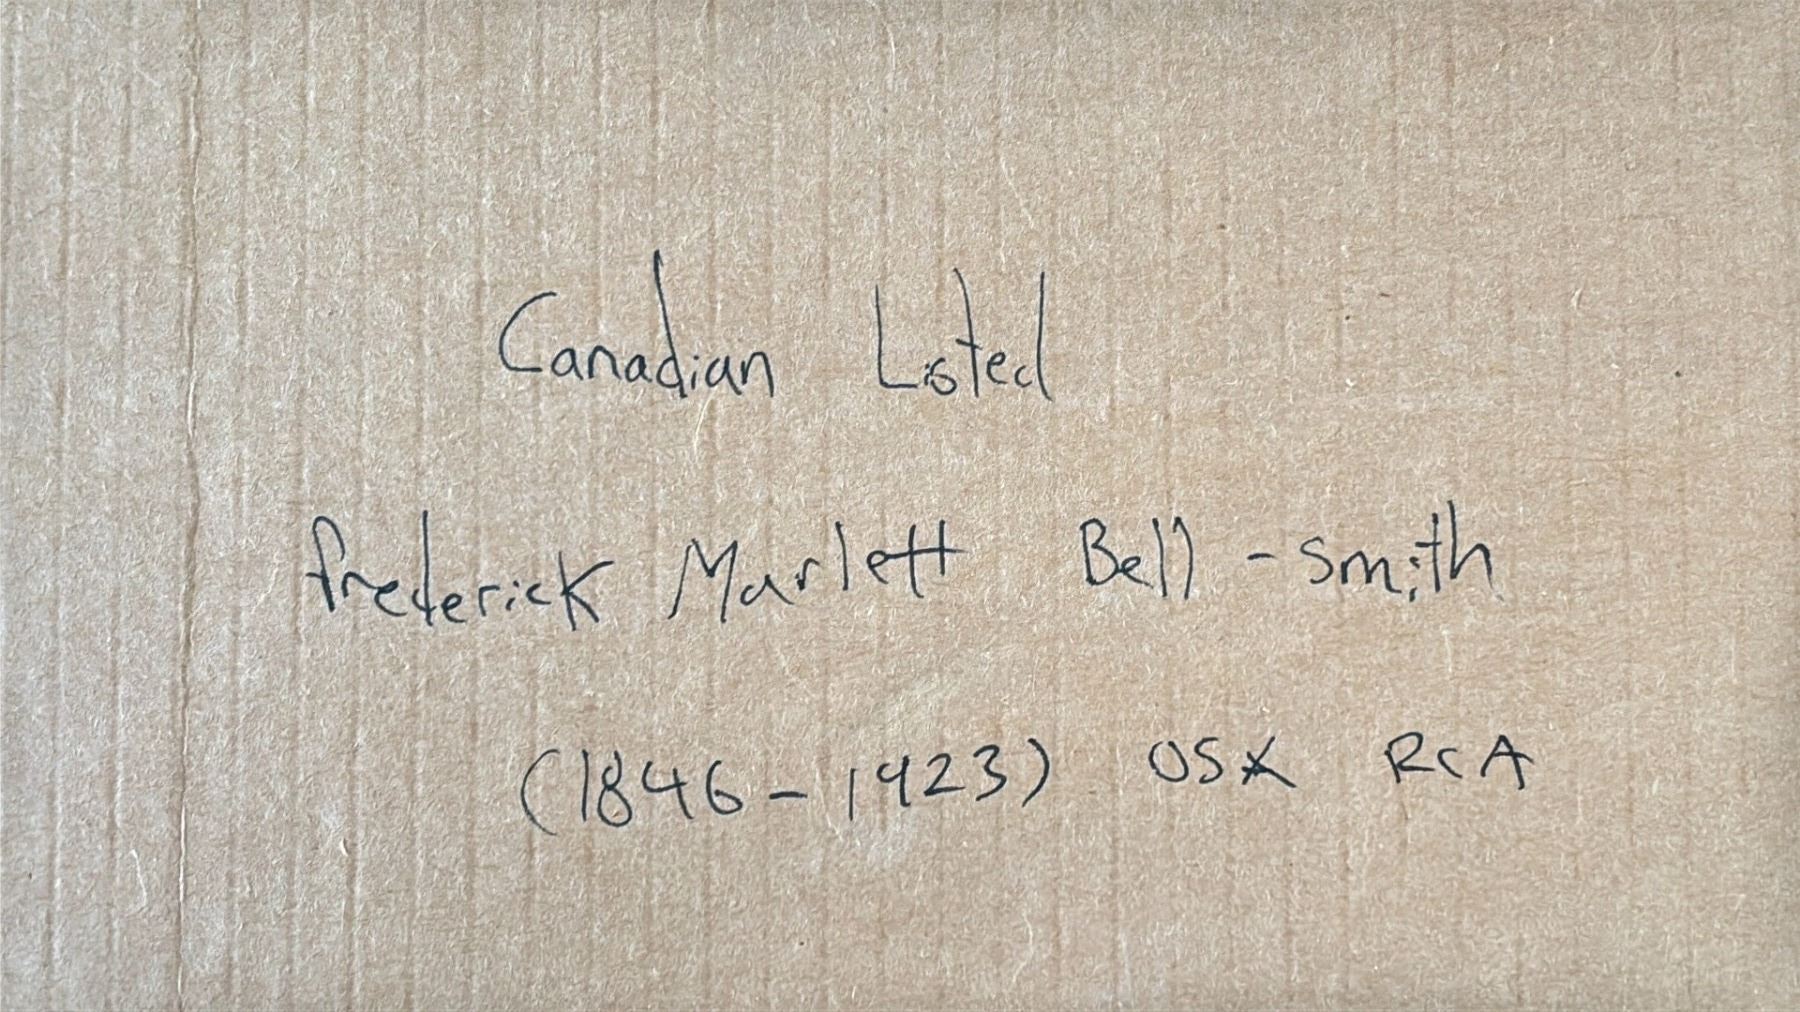 Canadian Listed
frederick Marlett Bell-Smith
(1846-1923) OSA RCA